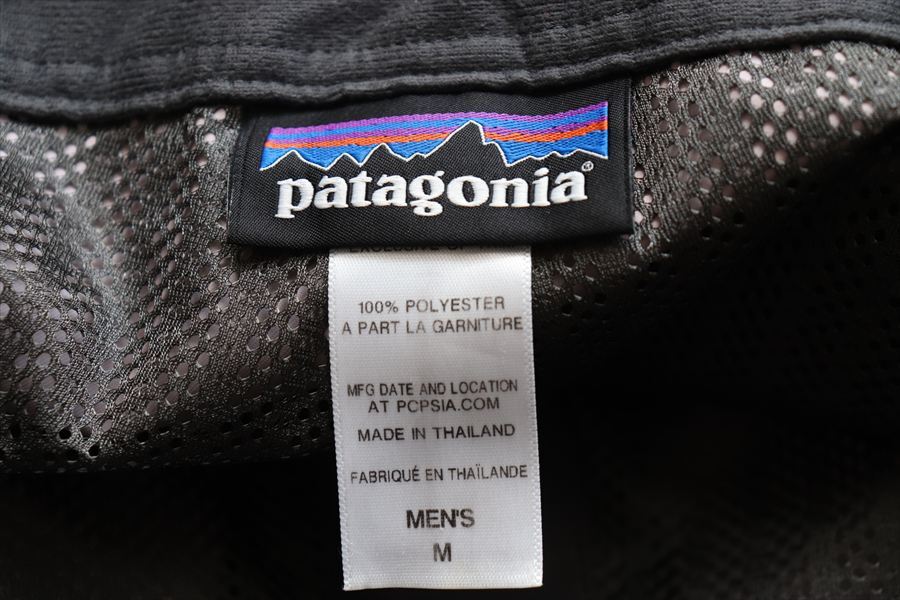 patagonia®
100% POLYESTER
A PART LA GARNITURE
MFG DATE AND LOCATION
AT PCPSIA.COM
MADE IN THAILAND
FABRIQUÉ EN THAÏLANDE
MEN'S
M